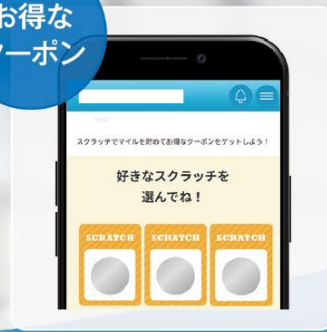 お得な
クーポン
スクラッチでマイルを貯めてお得なクーポンをゲットしよう！
好きなスクラッチを
選んでね！
SCRATCH SCRATCH SCRATCH